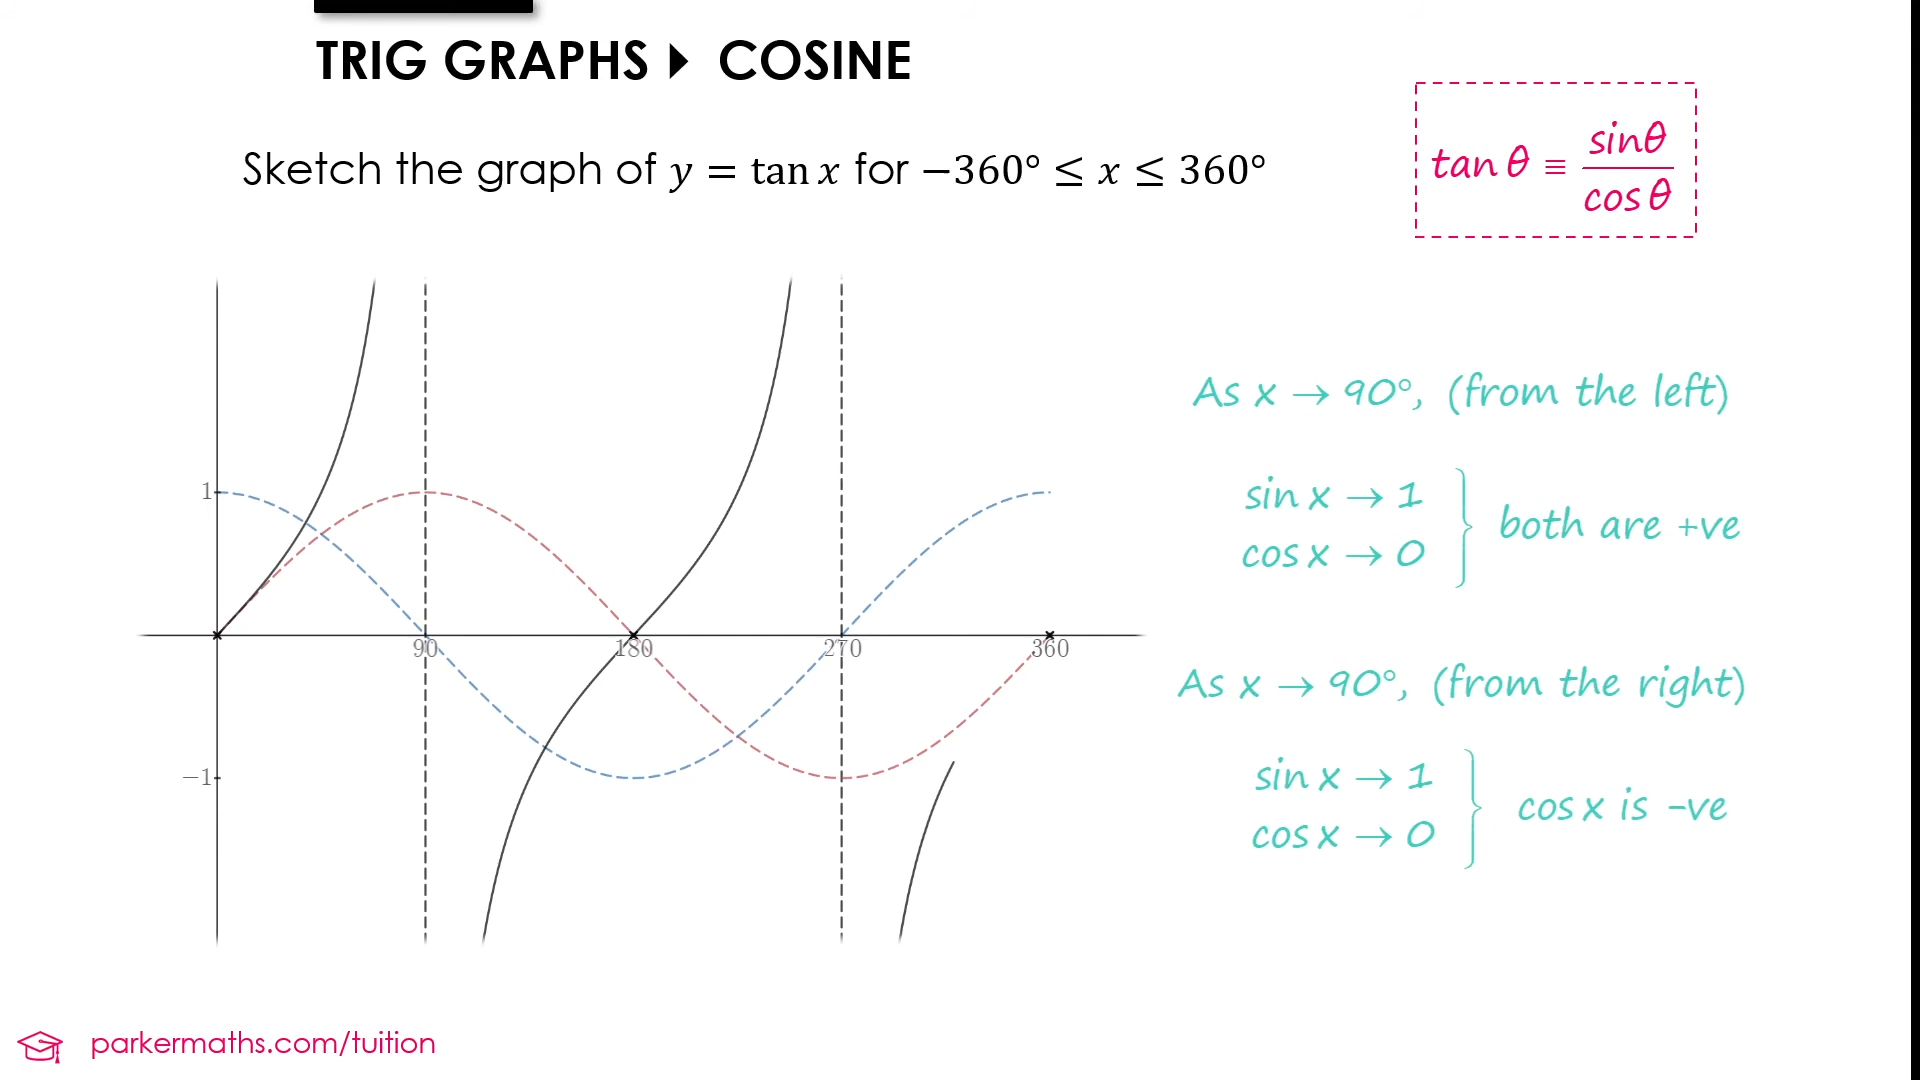 TRIG GRAPHS ▶ COSINE
Sketch the graph of y = tan x for −360° ≤ x ≤ 360°
tan θ ≡ sinθ
cos θ
1
−1
90 180 270 360
As x → 90°, (from the left)
sin x → 1
cos x → 0
both are +ve
As x → 90°, (from the right)
sin x → 1
cos x → 0
cos x is -ve
parkermaths.com/tuition